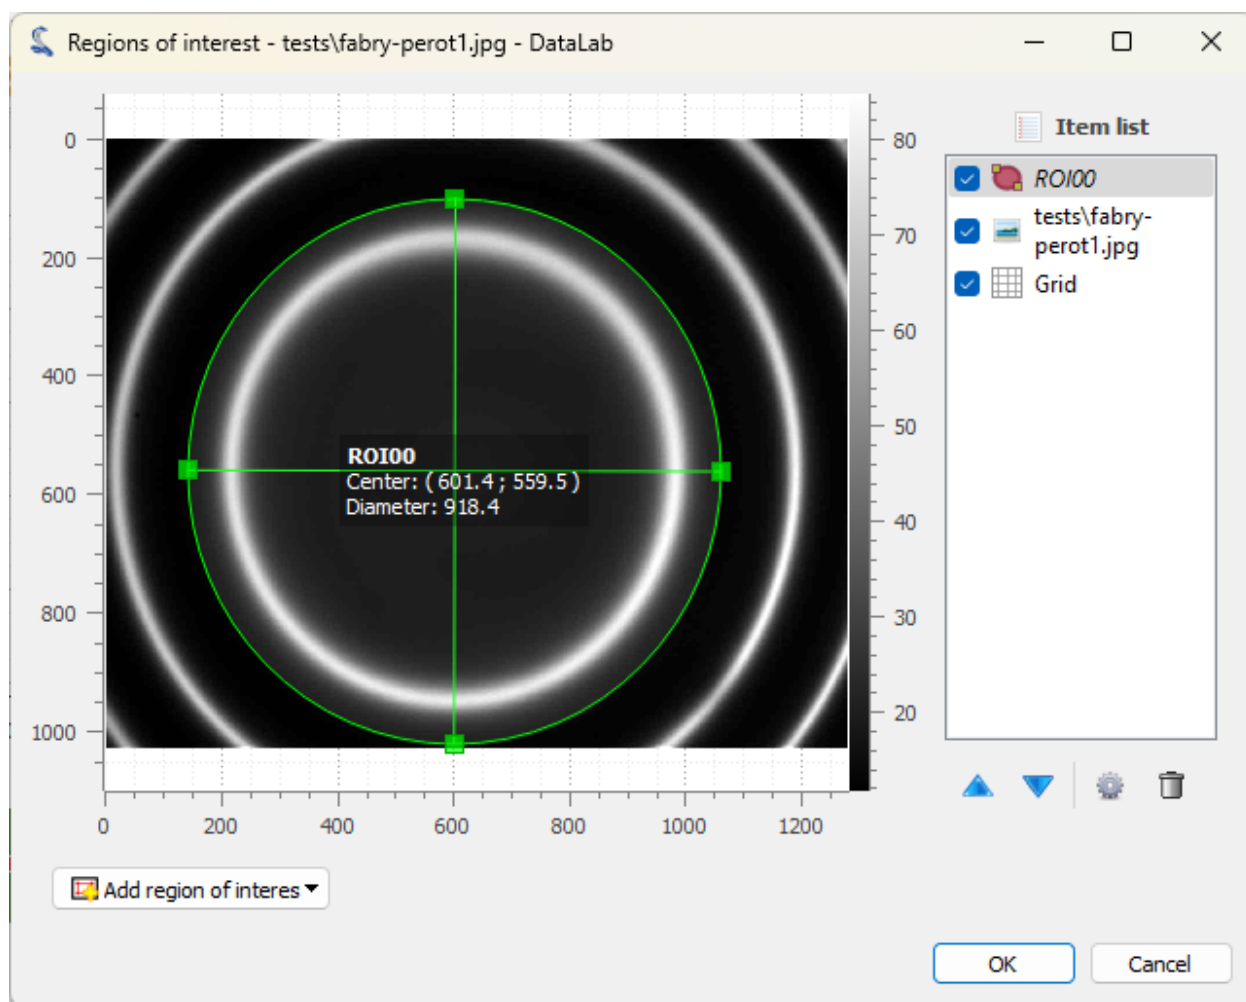 Regions of interest - tests\fabry-perot1.jpg - DataLab
0
200
400
600
800
1000
0
200
400
600
800
1000
1200
ROI00
Center: ( 601.4 ; 559.5 )
Diameter: 918.4
80
70
60
50
40
30
20
Item list
ROI00
tests\fabry-
perot1.jpg
Grid
Add region of interes
OK
Cancel